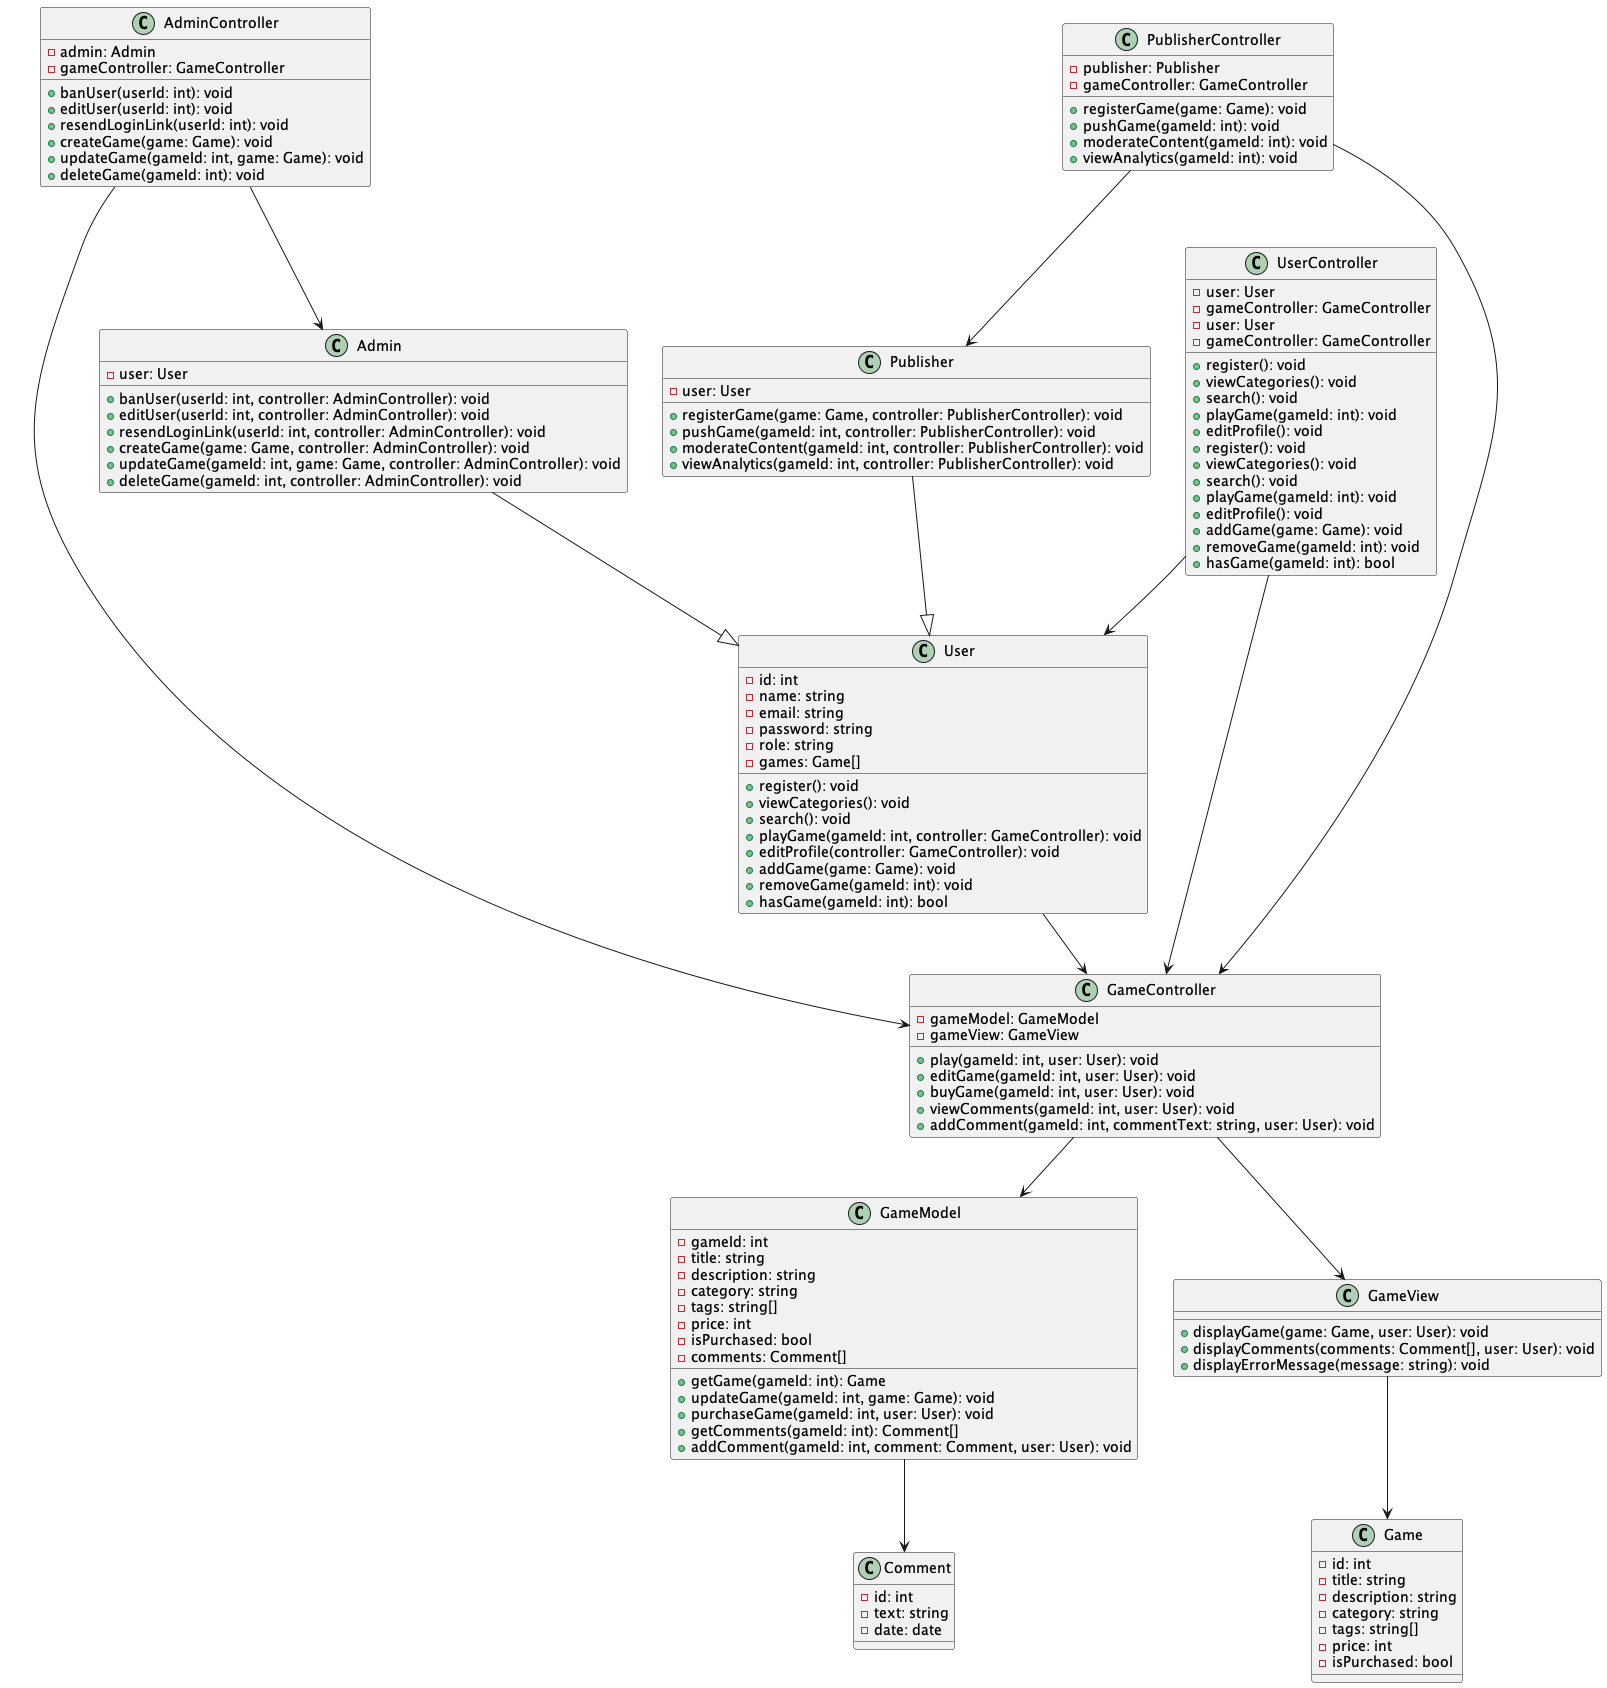 C AdminController
admin: Admin
gameController: GameController
banUser(userId: int): void
editUser(userId: int): void
resendLoginLink(userId: int): void
createGame(game: Game): void
updateGame(gameId: int, game: Game): void
deleteGame(gameId: int): void
C PublisherController
publisher: Publisher
gameController: GameController
registerGame(game: Game): void
pushGame(gameId: int): void
moderateContent(gameId: int): void
viewAnalytics(gameId: int): void
C UserController
user: User
gameController: GameController
user: User
gameController: GameController
register(): void
viewCategories(): void
search(): void
playGame(gameId: int): void
editProfile(): void
register(): void
viewCategories(): void
search(): void
playGame(gameId: int): void
editProfile(): void
addGame(game: Game): void
removeGame(gameId: int): void
hasGame(gameId: int): bool
C Admin
user: User
banUser(userId: int, controller: AdminController): void
editUser(userId: int, controller: AdminController): void
resendLoginLink(userId: int, controller: AdminController): void
createGame(game: Game, controller: AdminController): void
updateGame(gameId: int, game: Game, controller: AdminController): void
deleteGame(gameId: int, controller: AdminController): void
C Publisher
user: User
registerGame(game: Game, controller: PublisherController): void
pushGame(gameId: int, controller: PublisherController): void
moderateContent(gameId: int, controller: PublisherController): void
viewAnalytics(gameId: int, controller: PublisherController): void
C User
id: int
name: string
email: string
password: string
role: string
games: Game[]
register(): void
viewCategories(): void
search(): void
playGame(gameId: int, controller: GameController): void
editProfile(controller: GameController): void
addGame(game: Game): void
removeGame(gameId: int): void
hasGame(gameId: int): bool
C GameController
gameModel: GameModel
gameView: GameView
play(gameId: int, user: User): void
editGame(gameId: int, user: User): void
buyGame(gameId: int, user: User): void
viewComments(gameId: int, user: User): void
addComment(gameId: int, commentText: string, user: User): void
C GameModel
gameId: int
title: string
description: string
category: string
tags: string[]
price: int
isPurchased: bool
comments: Comment[]
getGame(gameId: int): Game
updateGame(gameId: int, game: Game): void
purchaseGame(gameId: int, user: User): void
getComments(gameId: int): Comment[]
addComment(gameId: int, comment: Comment, user: User): void
C GameView
displayGame(game: Game, user: User): void
displayComments(comments: Comment[], user: User): void
displayErrorMessage(message: string): void
C Comment
id: int
text: string
date: date
C Game
id: int
title: string
description: string
category: string
tags: string[]
price: int
isPurchased: bool